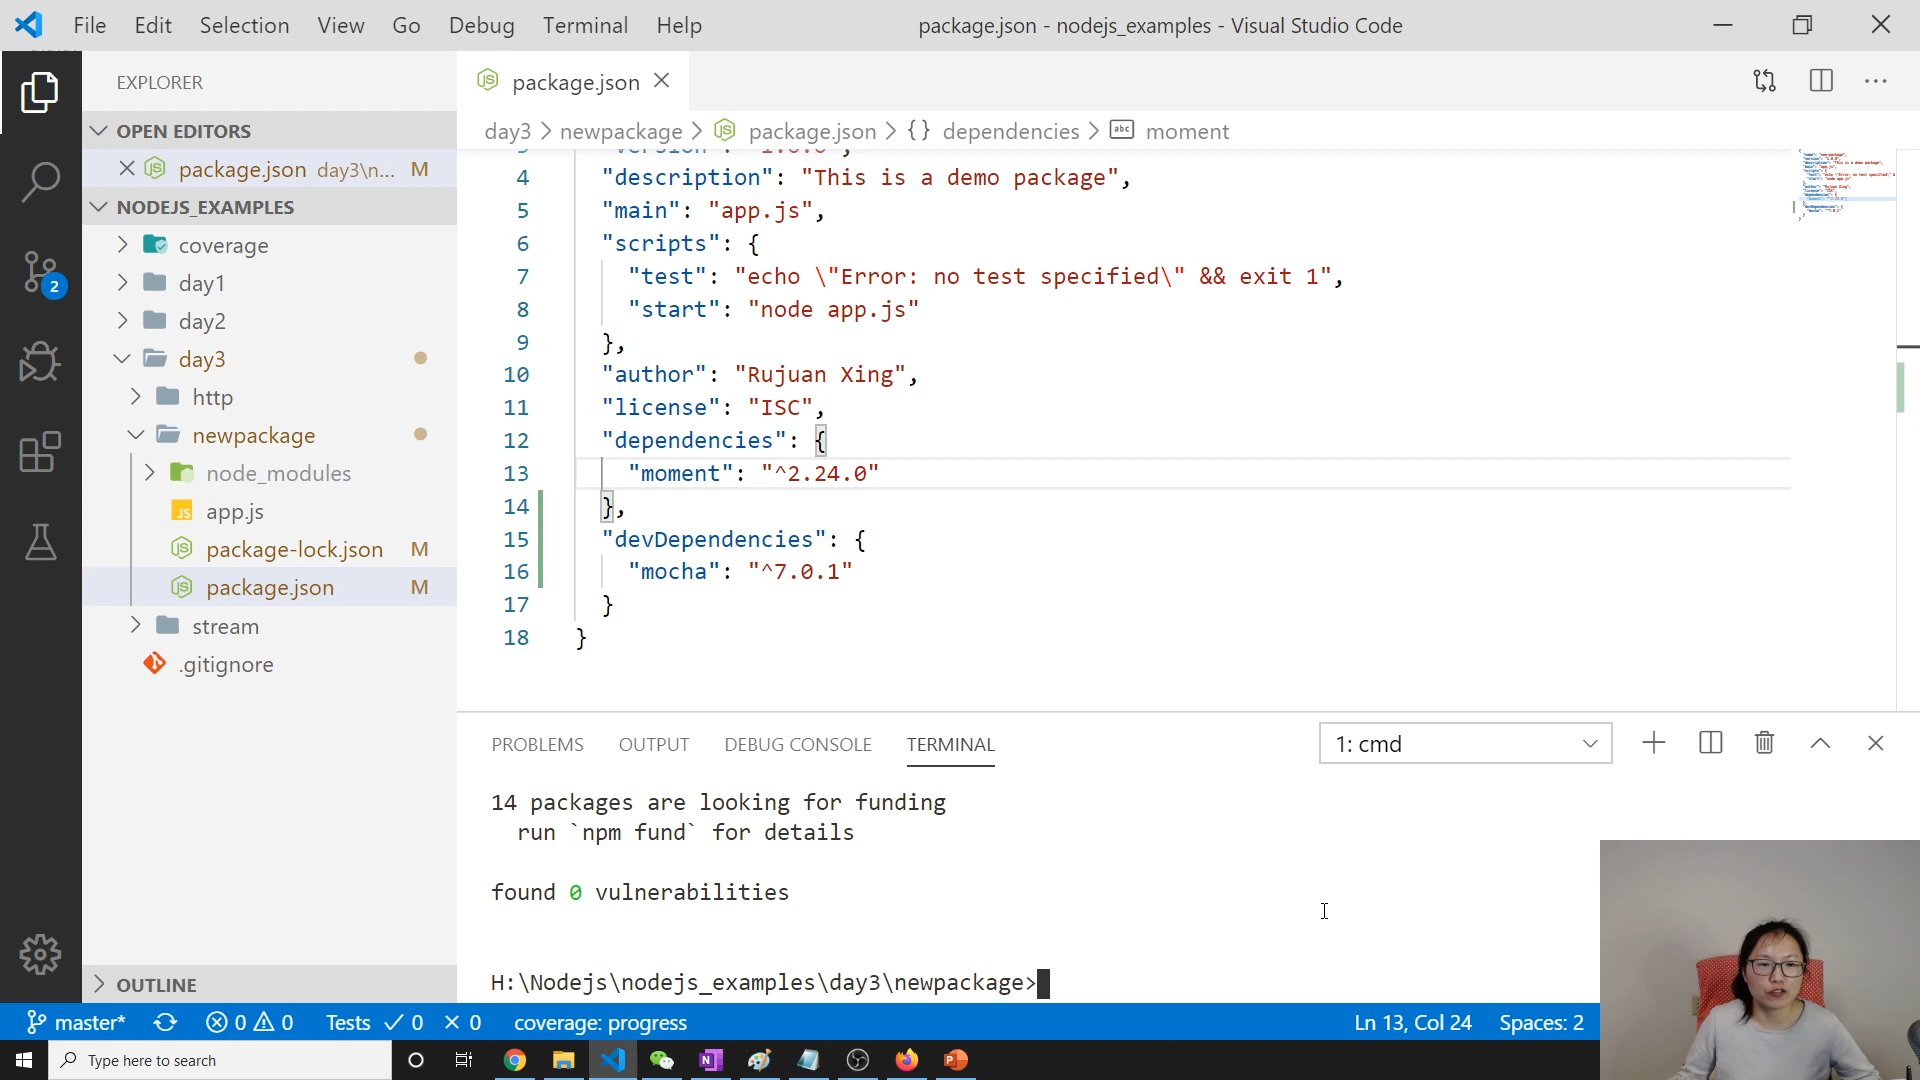 File Edit Selection View Go Debug Terminal Help
package.json - nodejs_examples - Visual Studio Code
EXPLORER
OPEN EDITORS
package.json day3\n... M
NODEJS_EXAMPLES
coverage
day1
day2
day3
http
newpackage
node_modules
JS app.js
package-lock.json M
package.json M
stream
.gitignore
OUTLINE
2
package.json
day3 > newpackage > package.json > {} dependencies > abc moment
4 "description": "This is a demo package",
5 "main": "app.js",
6 "scripts": {
7 "test": "echo \"Error: no test specified\" && exit 1",
8 "start": "node app.js"
9 },
10 "author": "Rujuan Xing",
11 "license": "ISC",
12 "dependencies": {
13 "moment": "^2.24.0"
14 },
15 "devDependencies": {
16 "mocha": "^7.0.1"
17 }
18 }
PROBLEMS OUTPUT DEBUG CONSOLE TERMINAL
1: cmd
14 packages are looking for funding
run `npm fund` for details
found 0 vulnerabilities
H:\Nodejs\nodejs_examples\day3\newpackage>
master* 0 0 Tests 0 0 coverage: progress Ln 13, Col 24 Spaces: 2
Type here to search